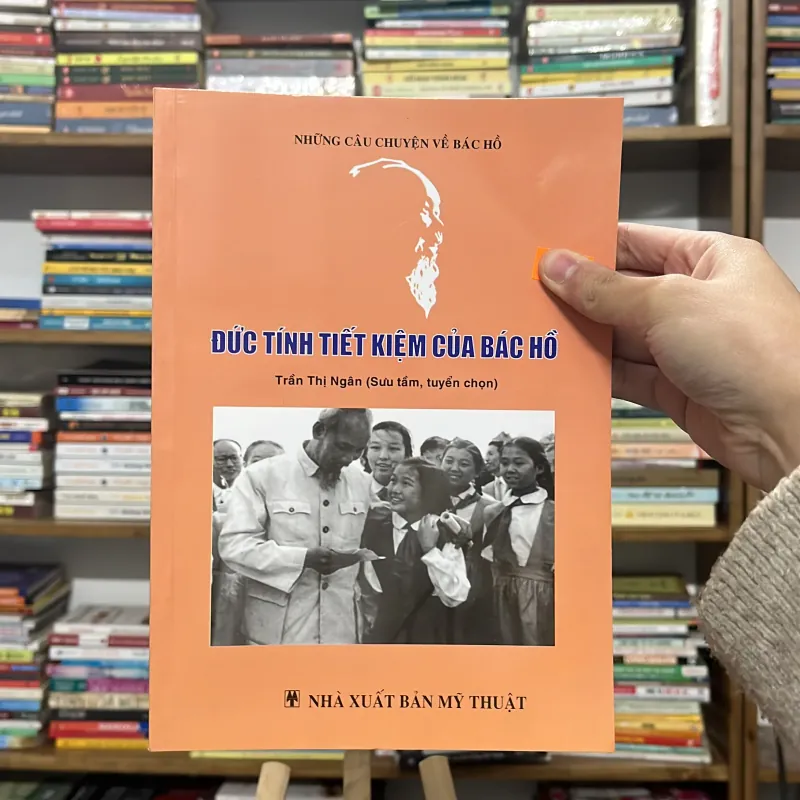 NHỮNG CÂU CHUYỆN VỀ BÁC HỒ
ĐỨC TÍNH TIẾT KIỆM CỦA BÁC HỒ
Trần Thị Ngân (Sưu tầm, tuyển chọn)
NHÀ XUẤT BẢN MỸ THUẬT